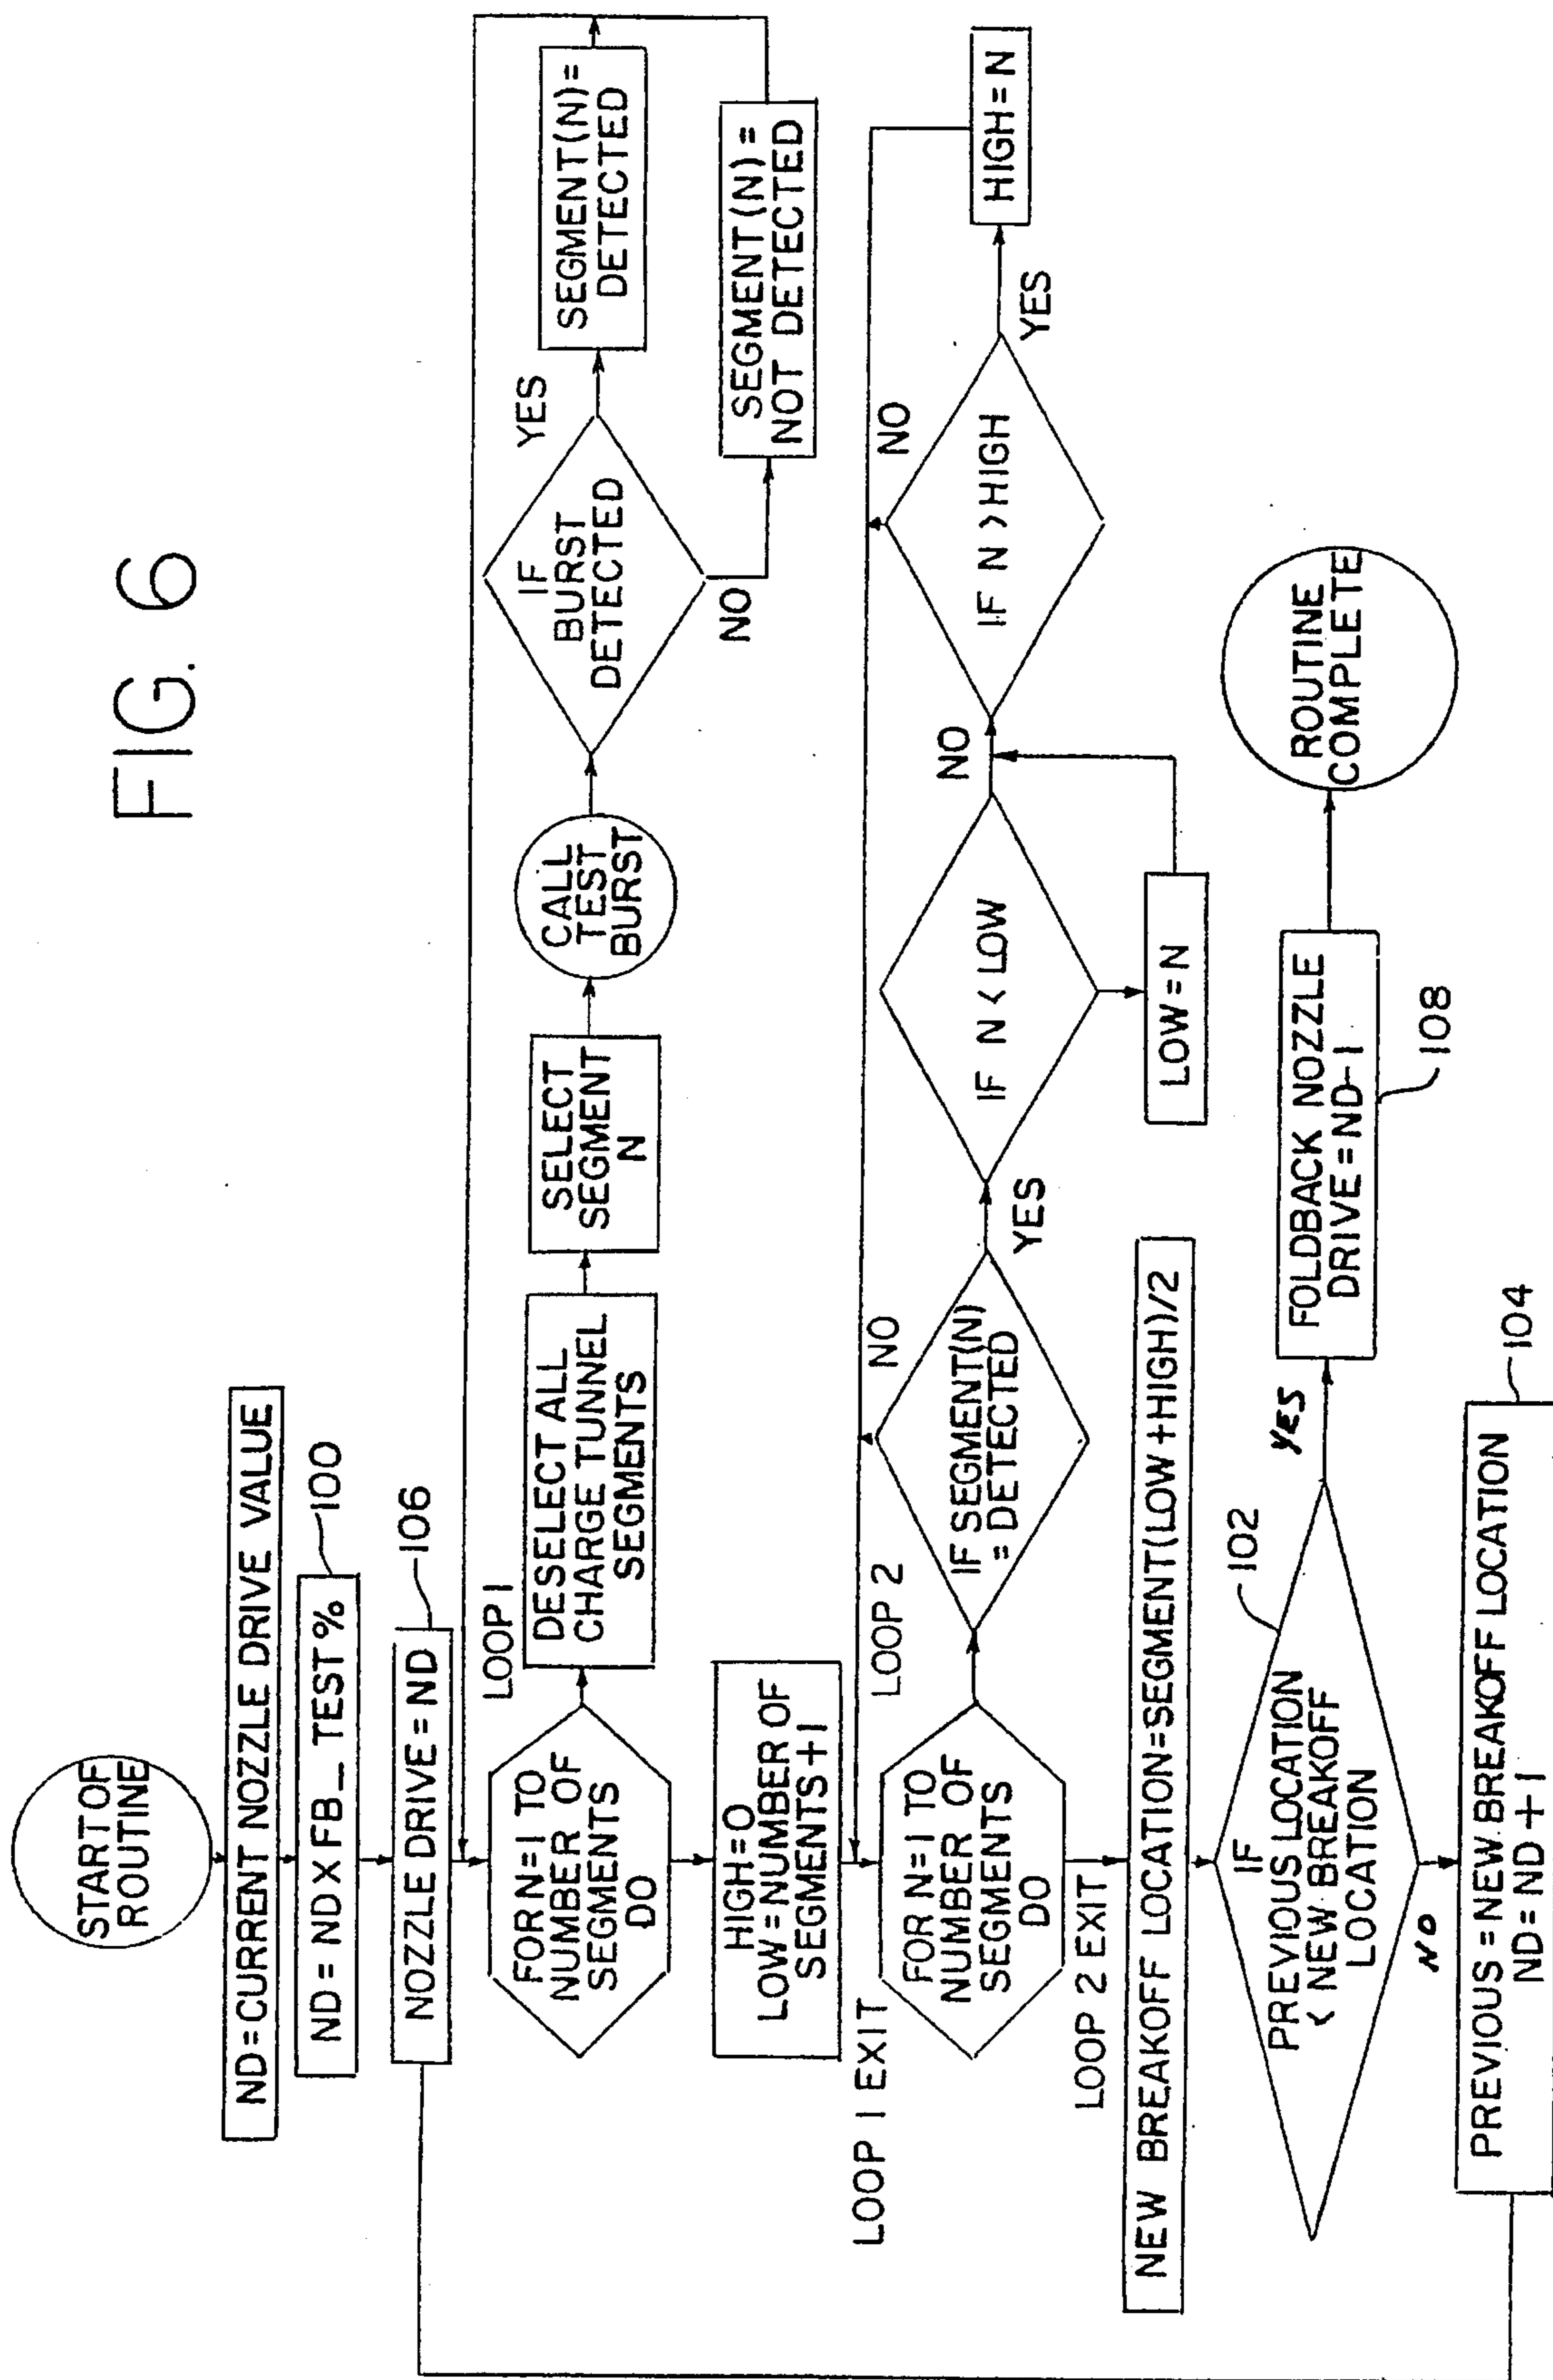 FIG. 6
START OF
ROUTINE
ND=CURRENT NOZZLE DRIVE VALUE
ND=ND X FB_TEST%
100
NOZZLE DRIVE=ND
106
LOOP 1
FOR N=1 TO
NUMBER OF
SEGMENTS
DO
DESELECT ALL
CHARGE TUNNEL
SEGMENTS
SELECT
SEGMENT
N
CALL
TEST
BURST
IF
BURST
DETECTED
YES
NO
SEGMENT(N)=
DETECTED
SEGMENT(N)=
NOT DETECTED
HIGH=0
LOW=NUMBER OF
SEGMENTS+1
LOOP 1 EXIT
LOOP 2
FOR N=1 TO
NUMBER OF
SEGMENTS
DO
IF SEGMENT(N)
= DETECTED
NO
YES
IF N < LOW
NO
LOW=N
IF N > HIGH
NO
YES
HIGH=N
LOOP 2 EXIT
NEW BREAKOFF LOCATION=SEGMENT(LOW+HIGH)/2
IF
PREVIOUS LOCATION
< NEW BREAKOFF
LOCATION
102
YES
NO
FOLDBACK NOZZLE
DRIVE=ND-1
108
ROUTINE
COMPLETE
PREVIOUS=NEW BREAKOFF LOCATION
ND=ND+1
104